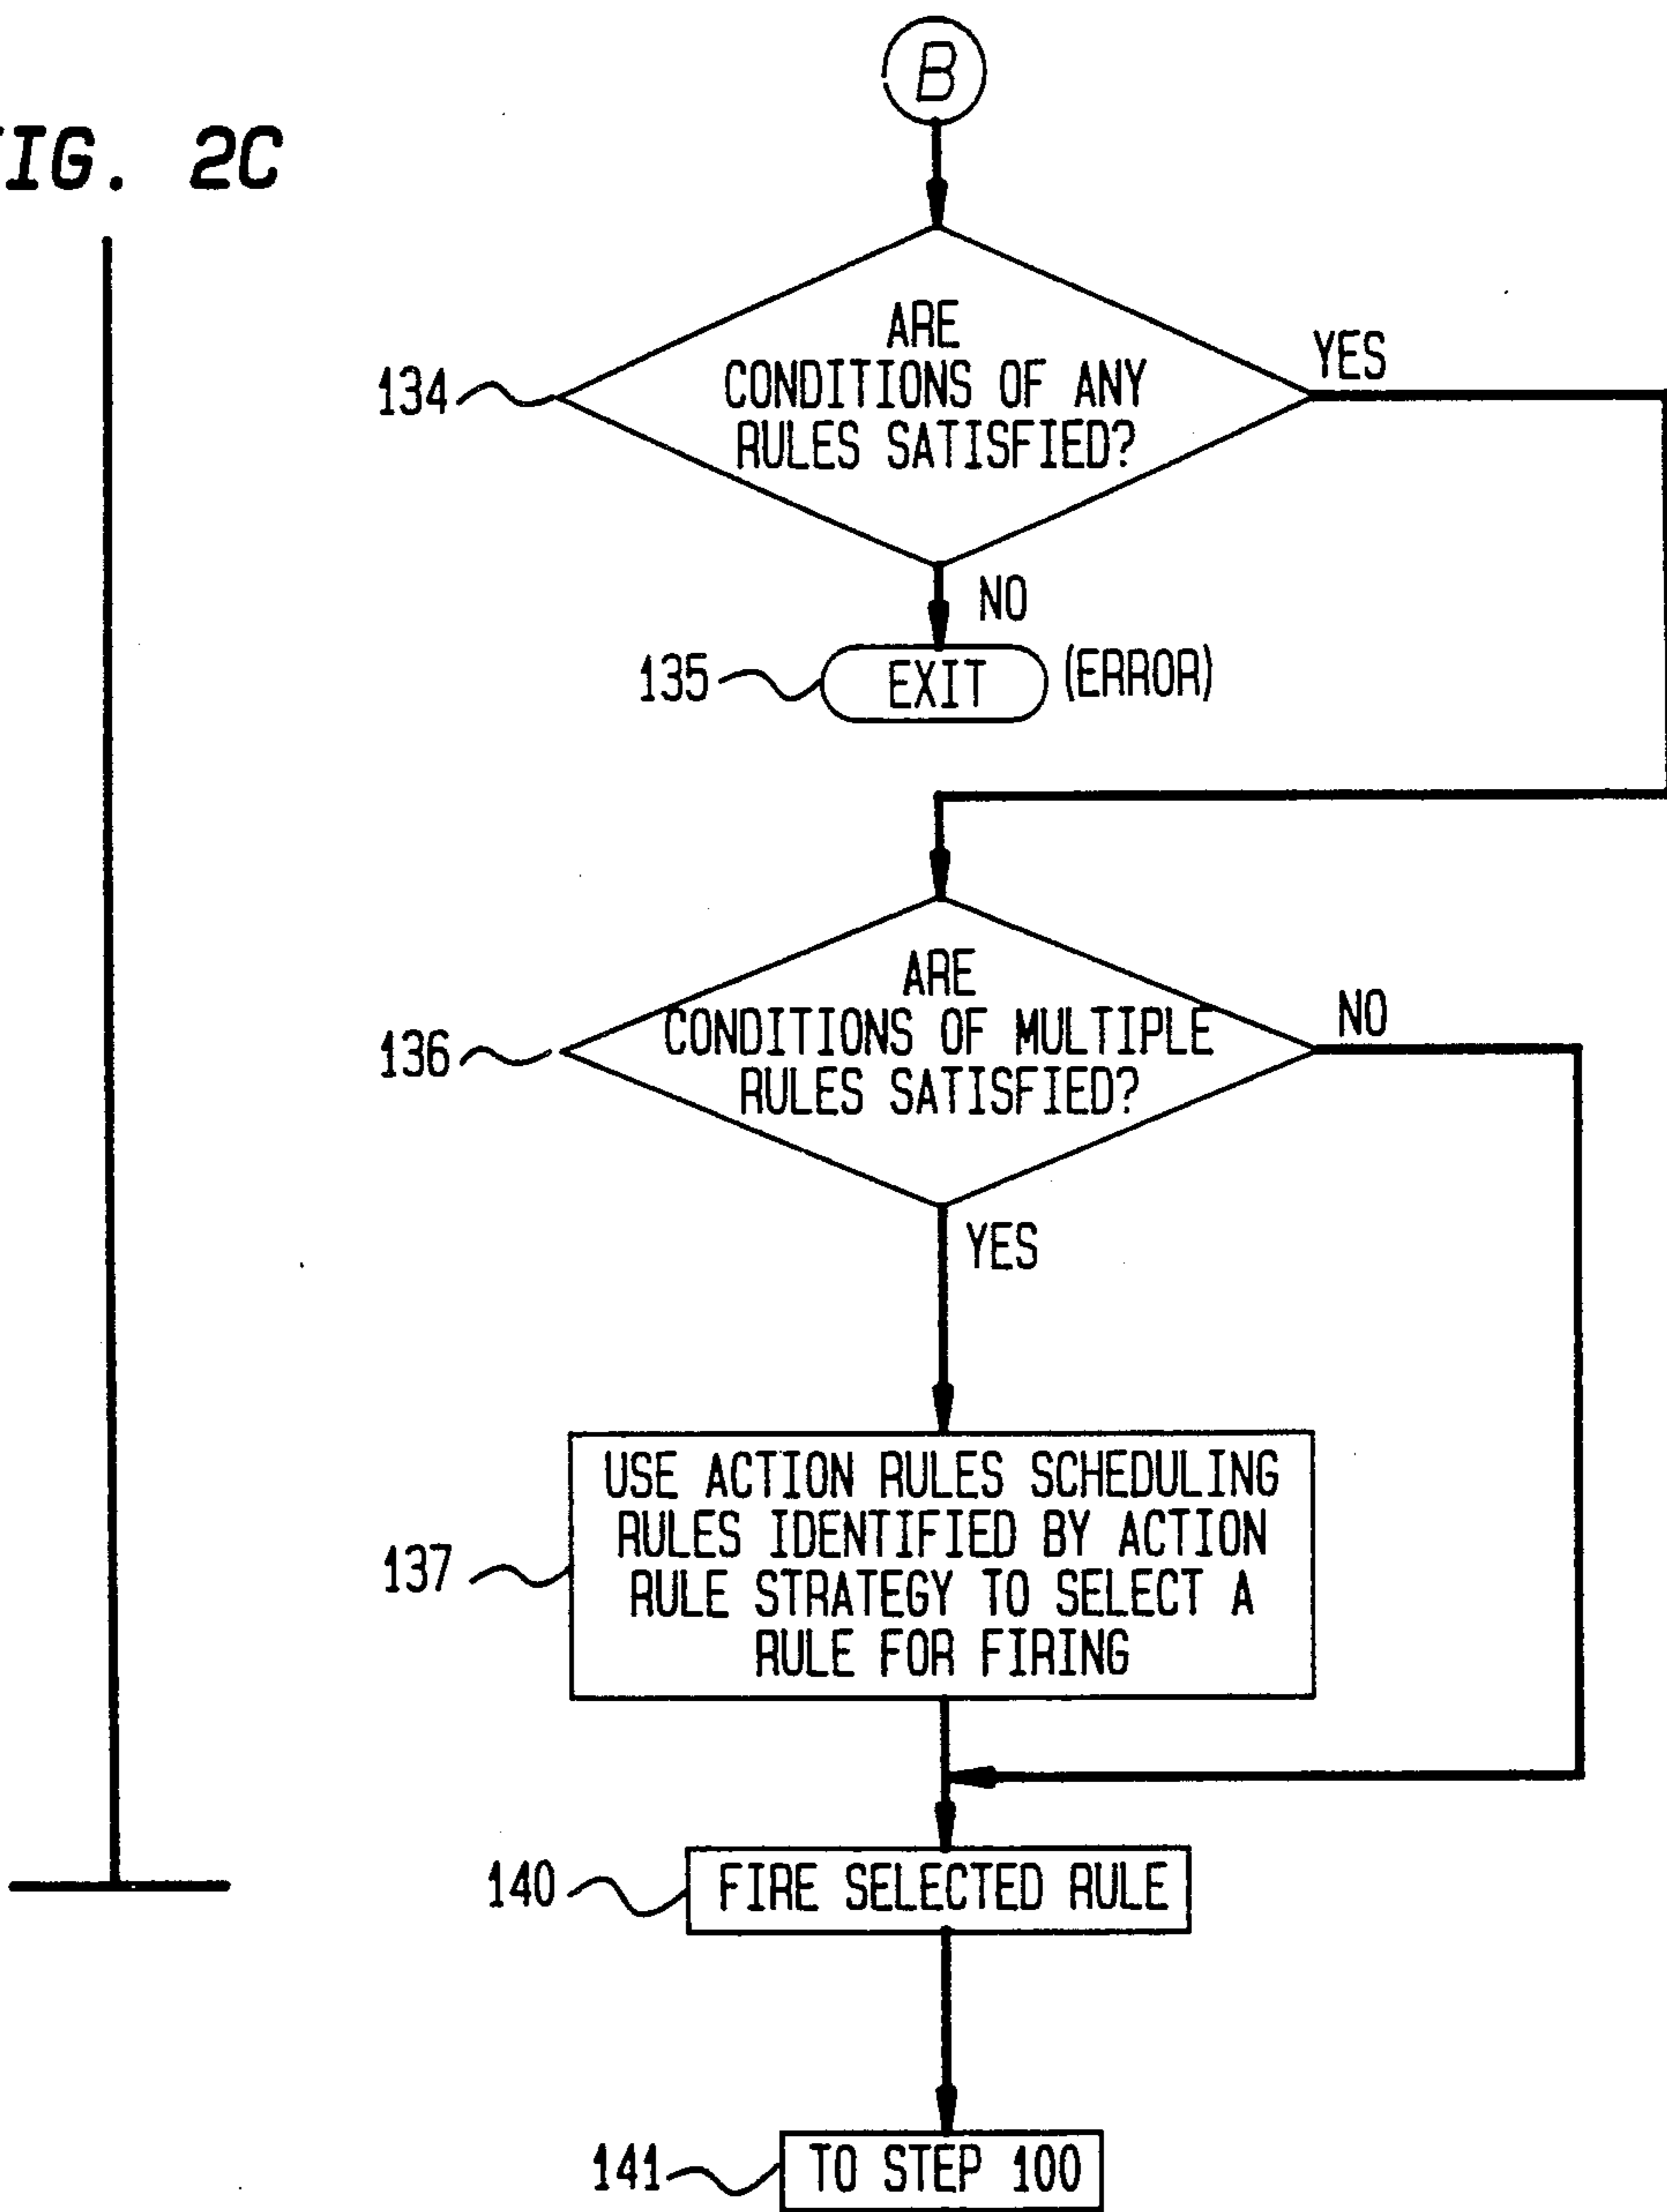 FIG. 2C
B
134
ARE
CONDITIONS OF ANY
RULES SATISFIED?
YES
NO
135
EXIT
(ERROR)
136
ARE
CONDITIONS OF MULTIPLE
RULES SATISFIED?
NO
YES
137
USE ACTION RULES SCHEDULING
RULES IDENTIFIED BY ACTION
RULE STRATEGY TO SELECT A
RULE FOR FIRING
140
FIRE SELECTED RULE
141
TO STEP 100